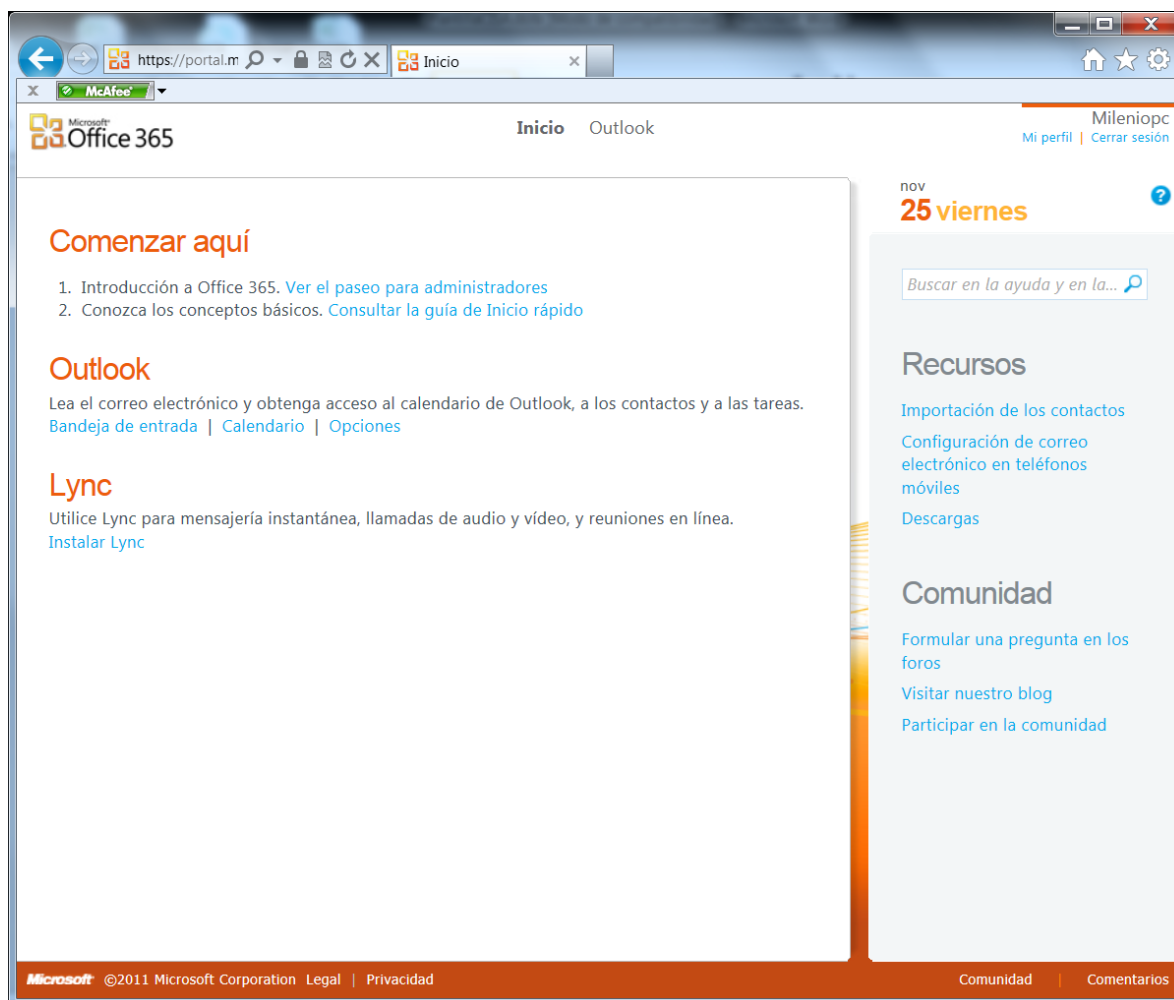 https://portal.m
Inicio
McAfee
Microsoft
Office 365
Inicio Outlook
Mileniopc
Mi perfil | Cerrar sesión
nov
25 viernes
Comenzar aquí
1. Introducción a Office 365. Ver el paseo para administradores
2. Conozca los conceptos básicos. Consultar la guía de Inicio rápido
Outlook
Lea el correo electrónico y obtenga acceso al calendario de Outlook, a los contactos y a las tareas.
Bandeja de entrada | Calendario | Opciones
Lync
Utilice Lync para mensajería instantánea, llamadas de audio y vídeo, y reuniones en línea.
Instalar Lync
Buscar en la ayuda y en la...
Recursos
Importación de los contactos
Configuración de correo
electrónico en teléfonos
móviles
Descargas
Comunidad
Formular una pregunta en los
foros
Visitar nuestro blog
Participar en la comunidad
Microsoft ©2011 Microsoft Corporation Legal | Privacidad
Comunidad | Comentarios